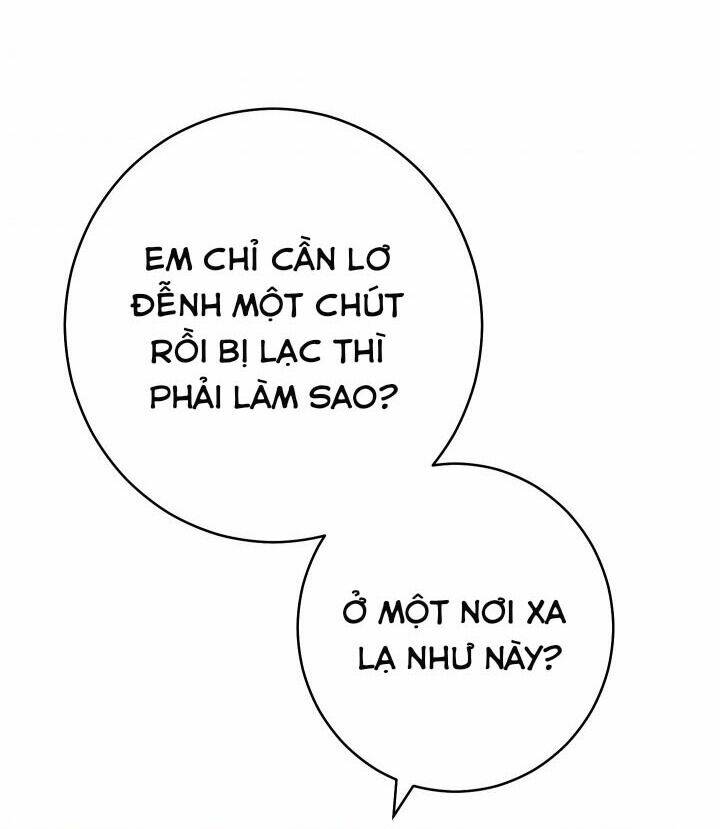 EM CHỈ CẦN LƠ
ĐỄNH MỘT CHÚT
RỒI BỊ LẠC THÌ
PHẢI LÀM SAO?
Ở MỘT NƠI XA
LẠ NHƯ NÀY?